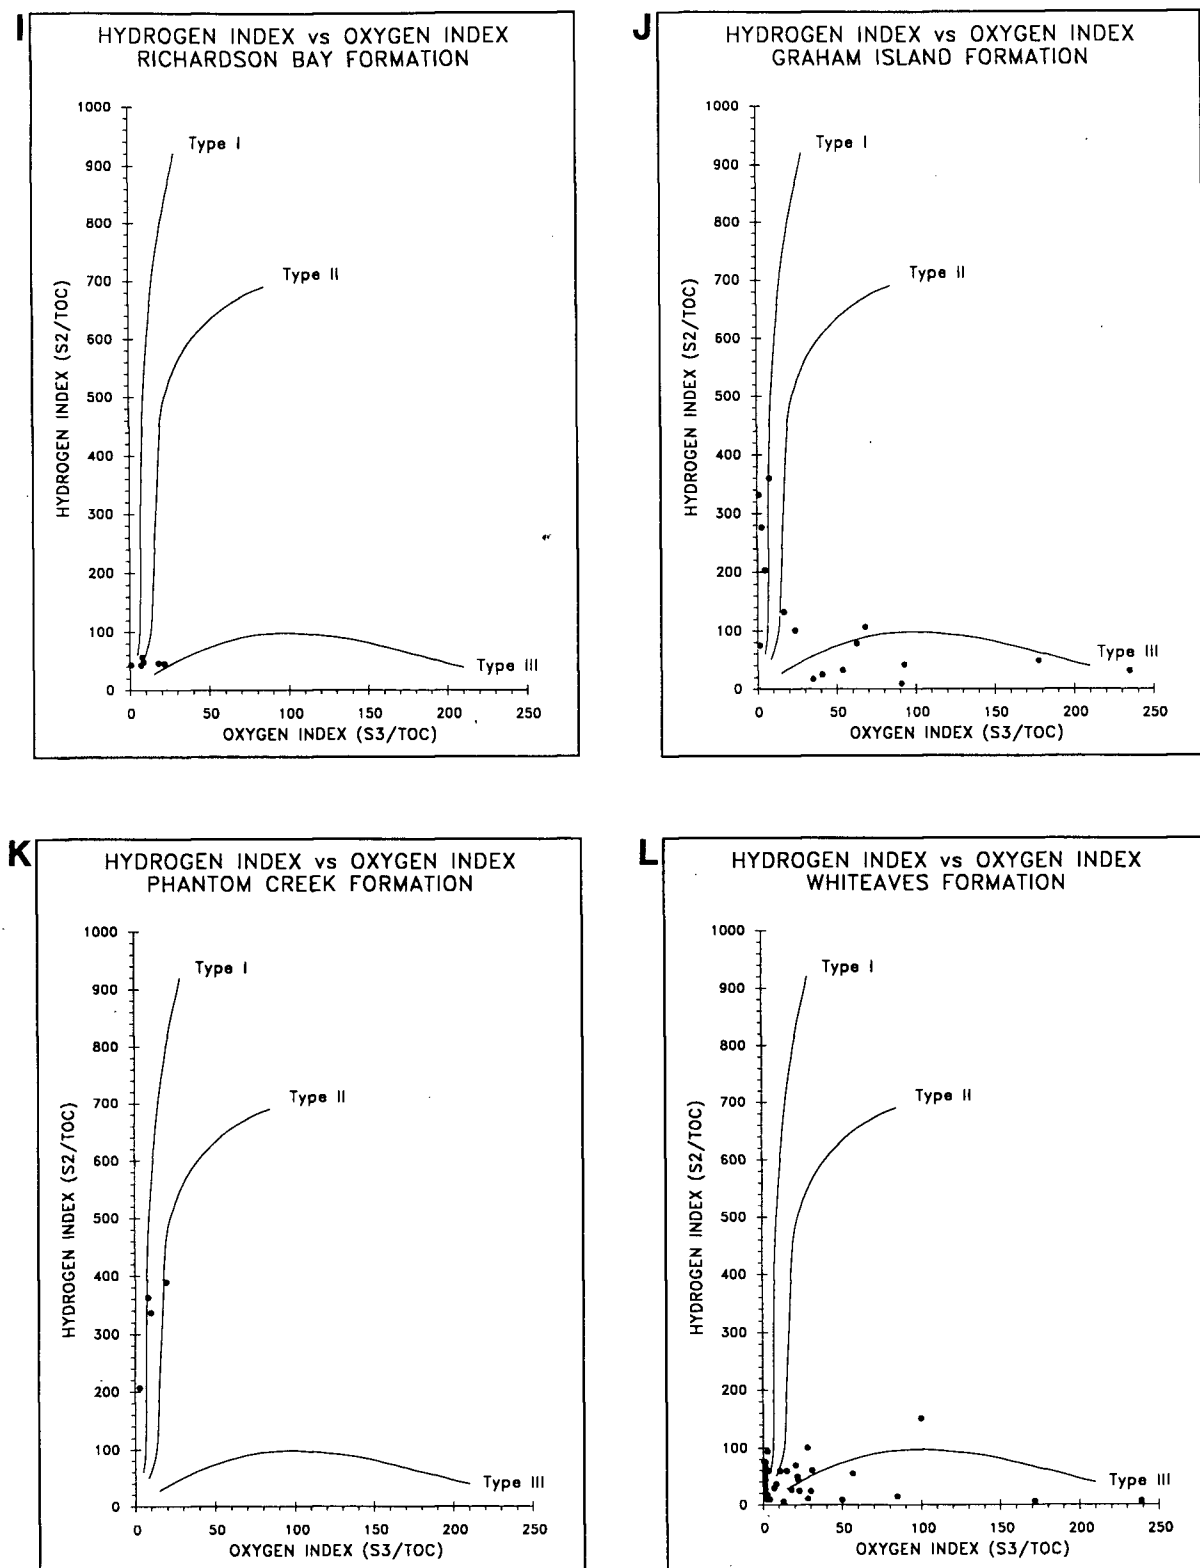 I
HYDROGEN INDEX vs OXYGEN INDEX
RICHARDSON BAY FORMATION
HYDROGEN INDEX (S2/TOC)
1000
900
800
700
600
500
400
300
200
100
0
Type I
Type II
Type III
0 50 100 150 200 250
OXYGEN INDEX (S3/TOC)
J
HYDROGEN INDEX vs OXYGEN INDEX
GRAHAM ISLAND FORMATION
HYDROGEN INDEX (S2/TOC)
1000
900
800
700
600
500
400
300
200
100
0
Type I
Type II
Type III
0 50 100 150 200 250
OXYGEN INDEX (S3/TOC)
K
HYDROGEN INDEX vs OXYGEN INDEX
PHANTOM CREEK FORMATION
HYDROGEN INDEX (S2/TOC)
1000
900
800
700
600
500
400
300
200
100
0
Type I
Type II
Type III
0 50 100 150 200 250
OXYGEN INDEX (S3/TOC)
L
HYDROGEN INDEX vs OXYGEN INDEX
WHITEAVES FORMATION
HYDROGEN INDEX (S2/TOC)
1000
900
800
700
600
500
400
300
200
100
0
Type I
Type II
Type III
0 50 100 150 200 250
OXYGEN INDEX (S3/TOC)